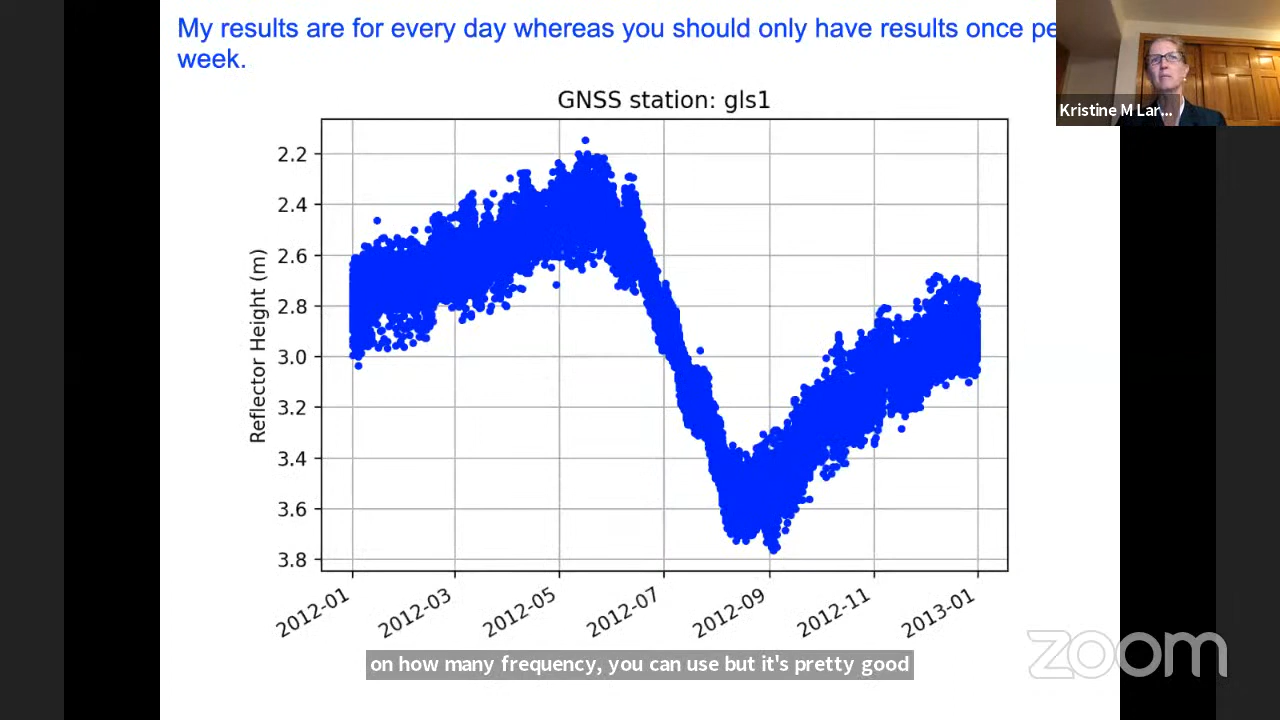 My results are for every day whereas you should only have results once pe
week.
Kristine M Lar...
GNSS station: gls1
Reflector Height (m)
2.2
2.4
2.6
2.8
3.0
3.2
3.4
3.6
3.8
2012-01
2012-03
2012-05
2012-07
2012-09
2012-11
2013-01
on how many frequency, you can use but it's pretty good
zoom